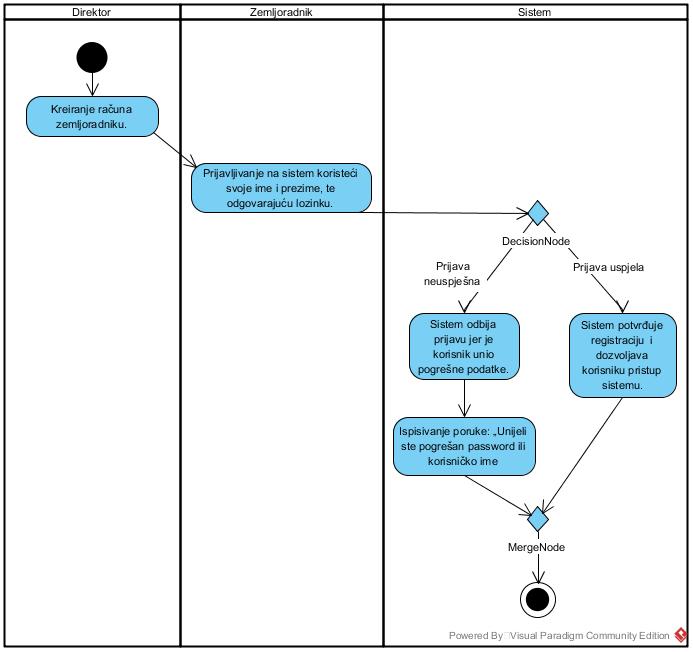 Direktor
Zemljoradnik
Sistem
Kreiranje računa
zemljoradniku.
Prijavljivanje na sistem koristeći
svoje ime i prezime, te
odgovarajuću lozinku.
DecisionNode
Prijava
neuspješna
Prijava uspjela
Sistem odbija
prijavu jer je
korisnik unio
pogrešne podatke.
Sistem potvrđuje
registraciju i
dozvoljava
korisniku pristup
sistemu.
Ispisivanje poruke: „Unijeli
ste pogrešan password ili
korisničko ime
MergeNode
Powered By Visual Paradigm Community Edition